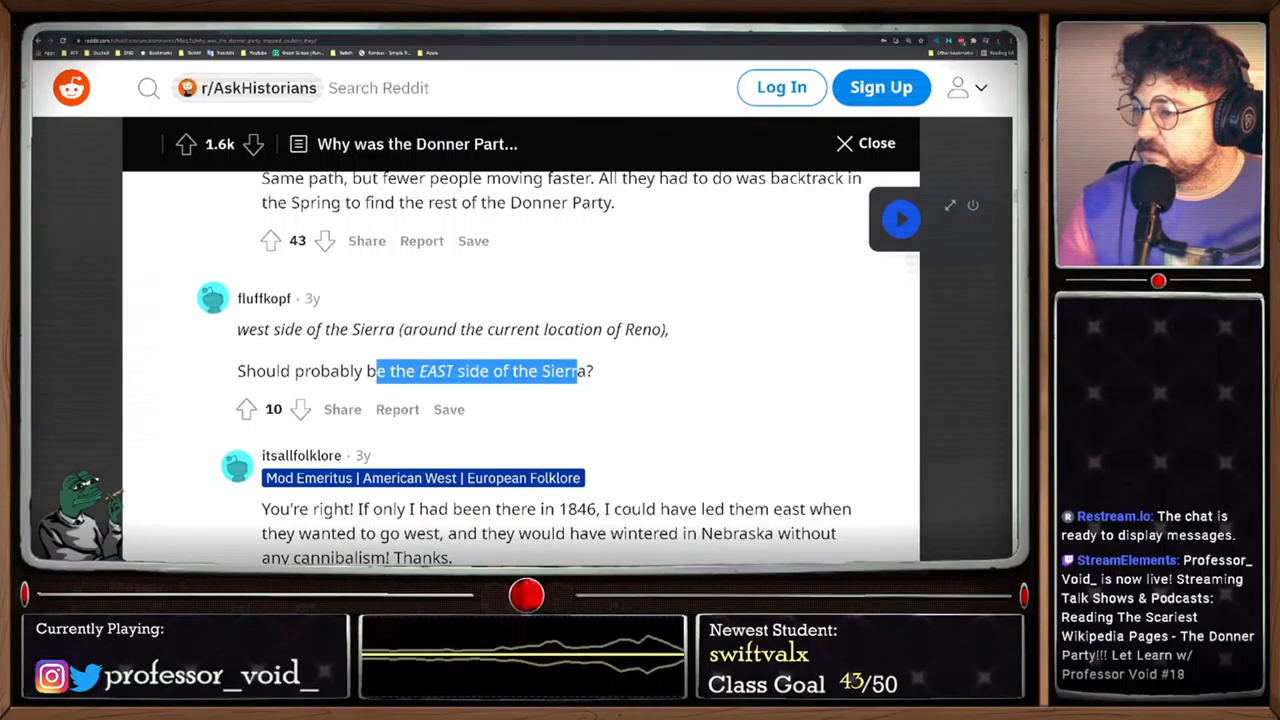 r/AskHistorians Search Reddit
Log In
Sign Up
1.6k
Why was the Donner Part...
Close
Same path, but fewer people moving faster. All they had to do was backtrack in
the Spring to find the rest of the Donner Party.
43 Share Report Save
fluffkopf · 3y
west side of the Sierra (around the current location of Reno),
Should probably be the EAST side of the Sierra?
10 Share Report Save
itsallfolklore · 3y
Mod Emeritus | American West | European Folklore
You're right! If only I had been there in 1846, I could have led them east when
they wanted to go west, and they would have wintered in Nebraska without
any cannibalism! Thanks.
Restream.io: The chat is
ready to display messages.
StreamElements: Professor_
Void_ is now live! Streaming
Talk Shows & Podcasts:
Reading The Scariest
Wikipedia Pages - The Donner
Party!!! Let Learn w/
Professor Void #18
Currently Playing:
professor_void_
Newest Student:
swiftvalx
Class Goal 43/50